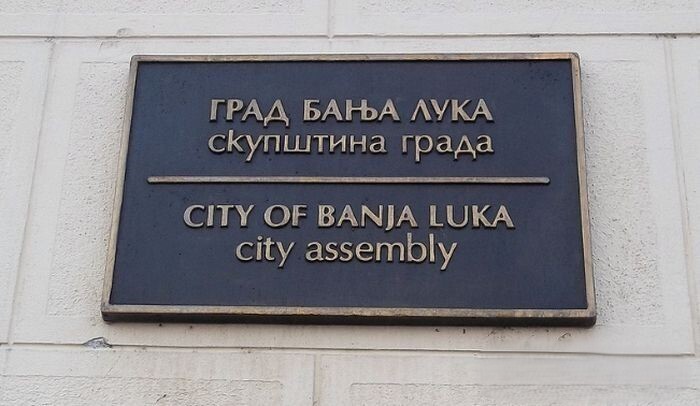 ГРАД БАЊА ЛУКА
скупштина града
CITY OF BANJA LUKA
city assembly